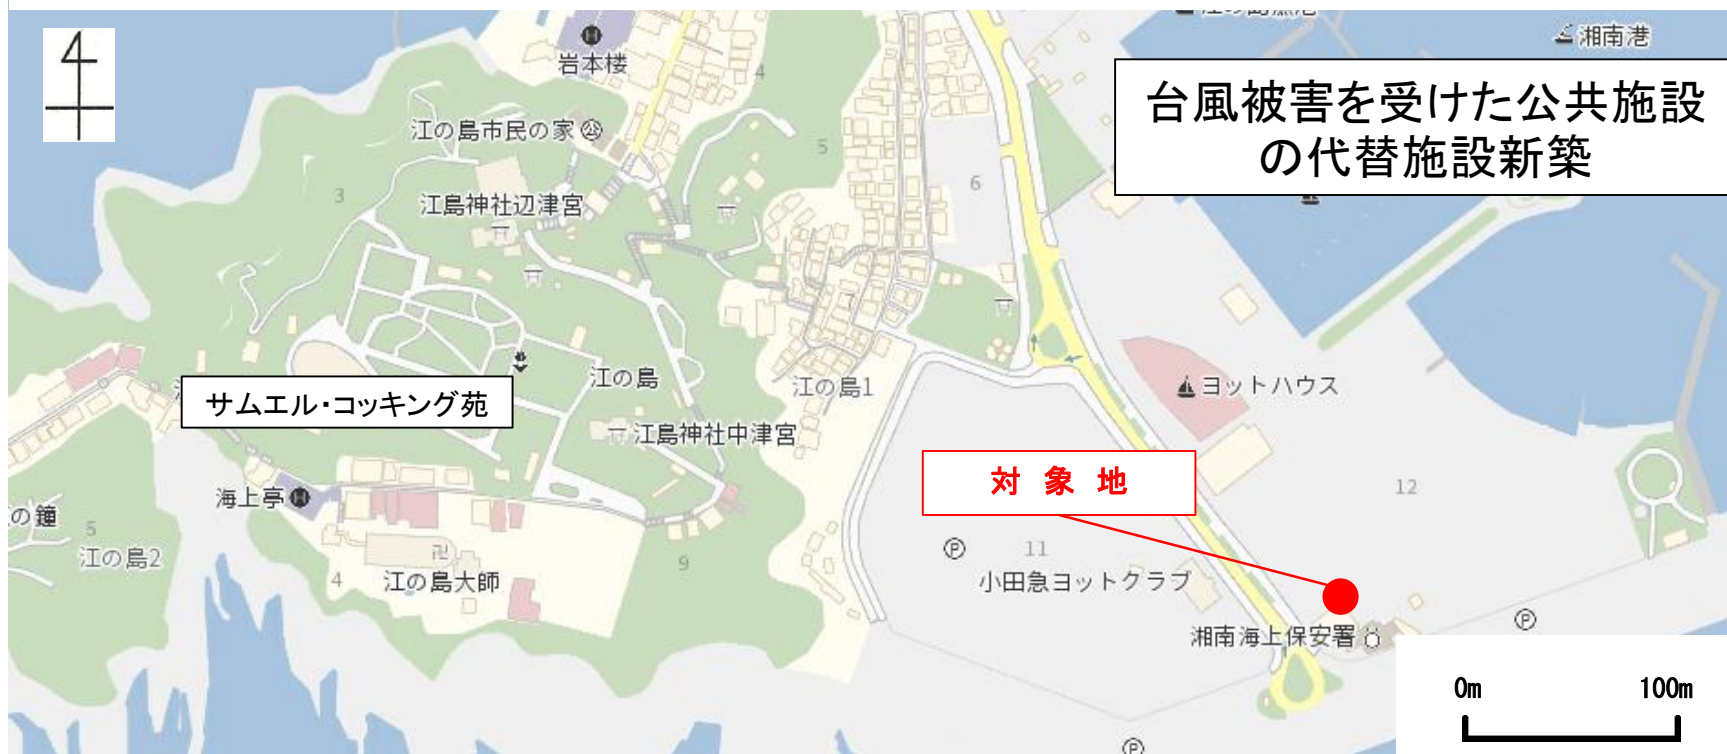 湘南港
岩本楼
台風被害を受けた公共施設
の代替施設新築
4
江の島市民の家
5
3
6
江島神社辺津宮
江の島
江の島1
ヨットハウス
サムエル・コッキング苑
江島神社中津宮
対象地
12
海上亭
の鐘
5
江の島2
江の島大師
4
9
P
11
小田急ヨットクラブ
湘南海上保安署
P
0m 100m
P